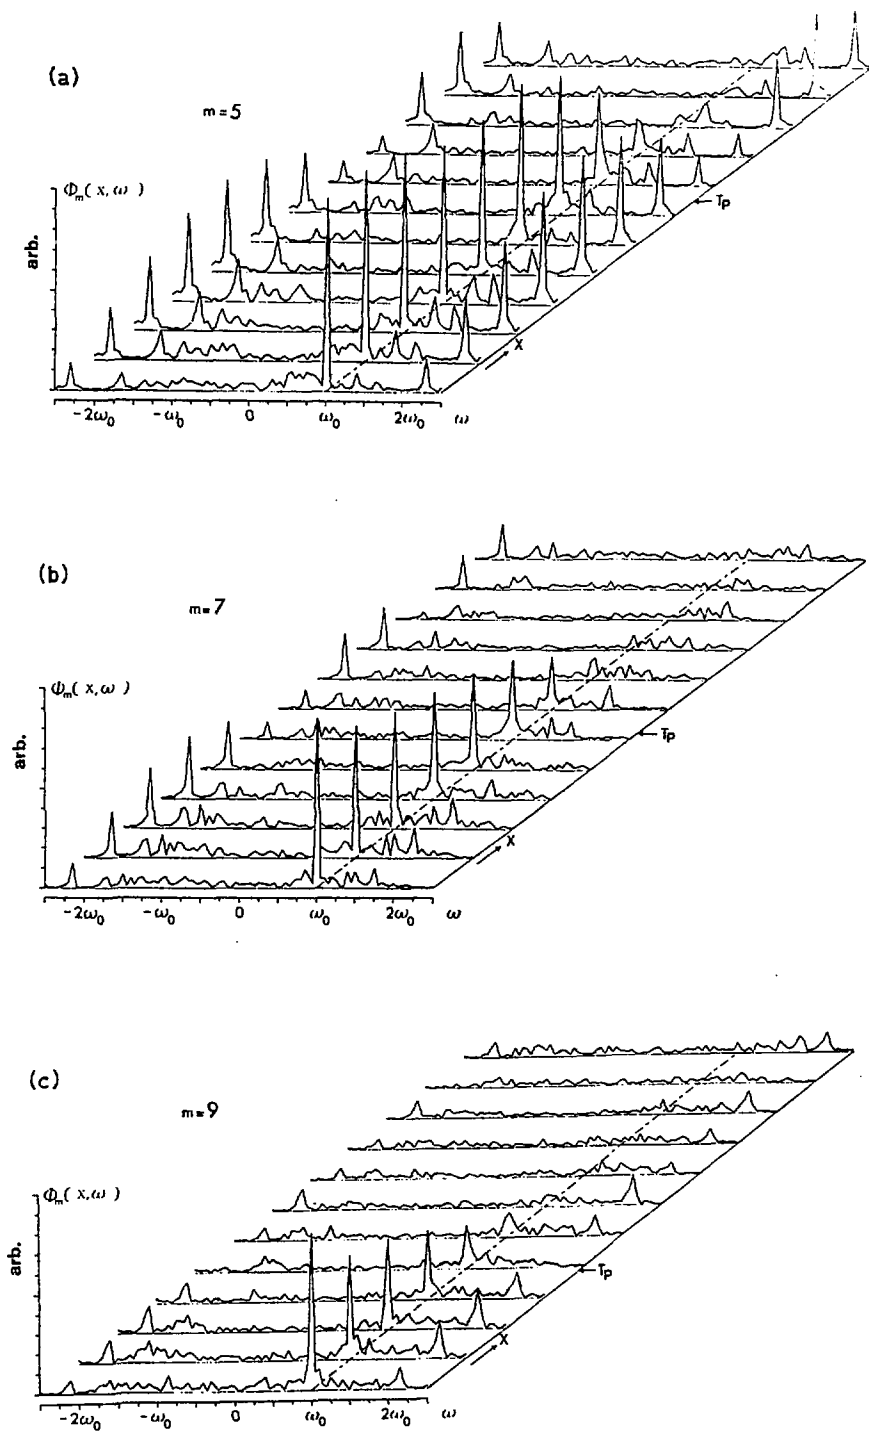 (a)
m=5
Φₘ(x,ω)
arb.
Tp
x
-2ω₀ -ω₀ 0 ω₀ 2ω₀ ω
(b)
m=7
Φₘ(x,ω)
arb.
Tp
x
-2ω₀ -ω₀ 0 ω₀ 2ω₀ ω
(c)
m=9
Φₘ(x,ω)
arb.
Tp
x
-2ω₀ -ω₀ 0 ω₀ 2ω₀ ω